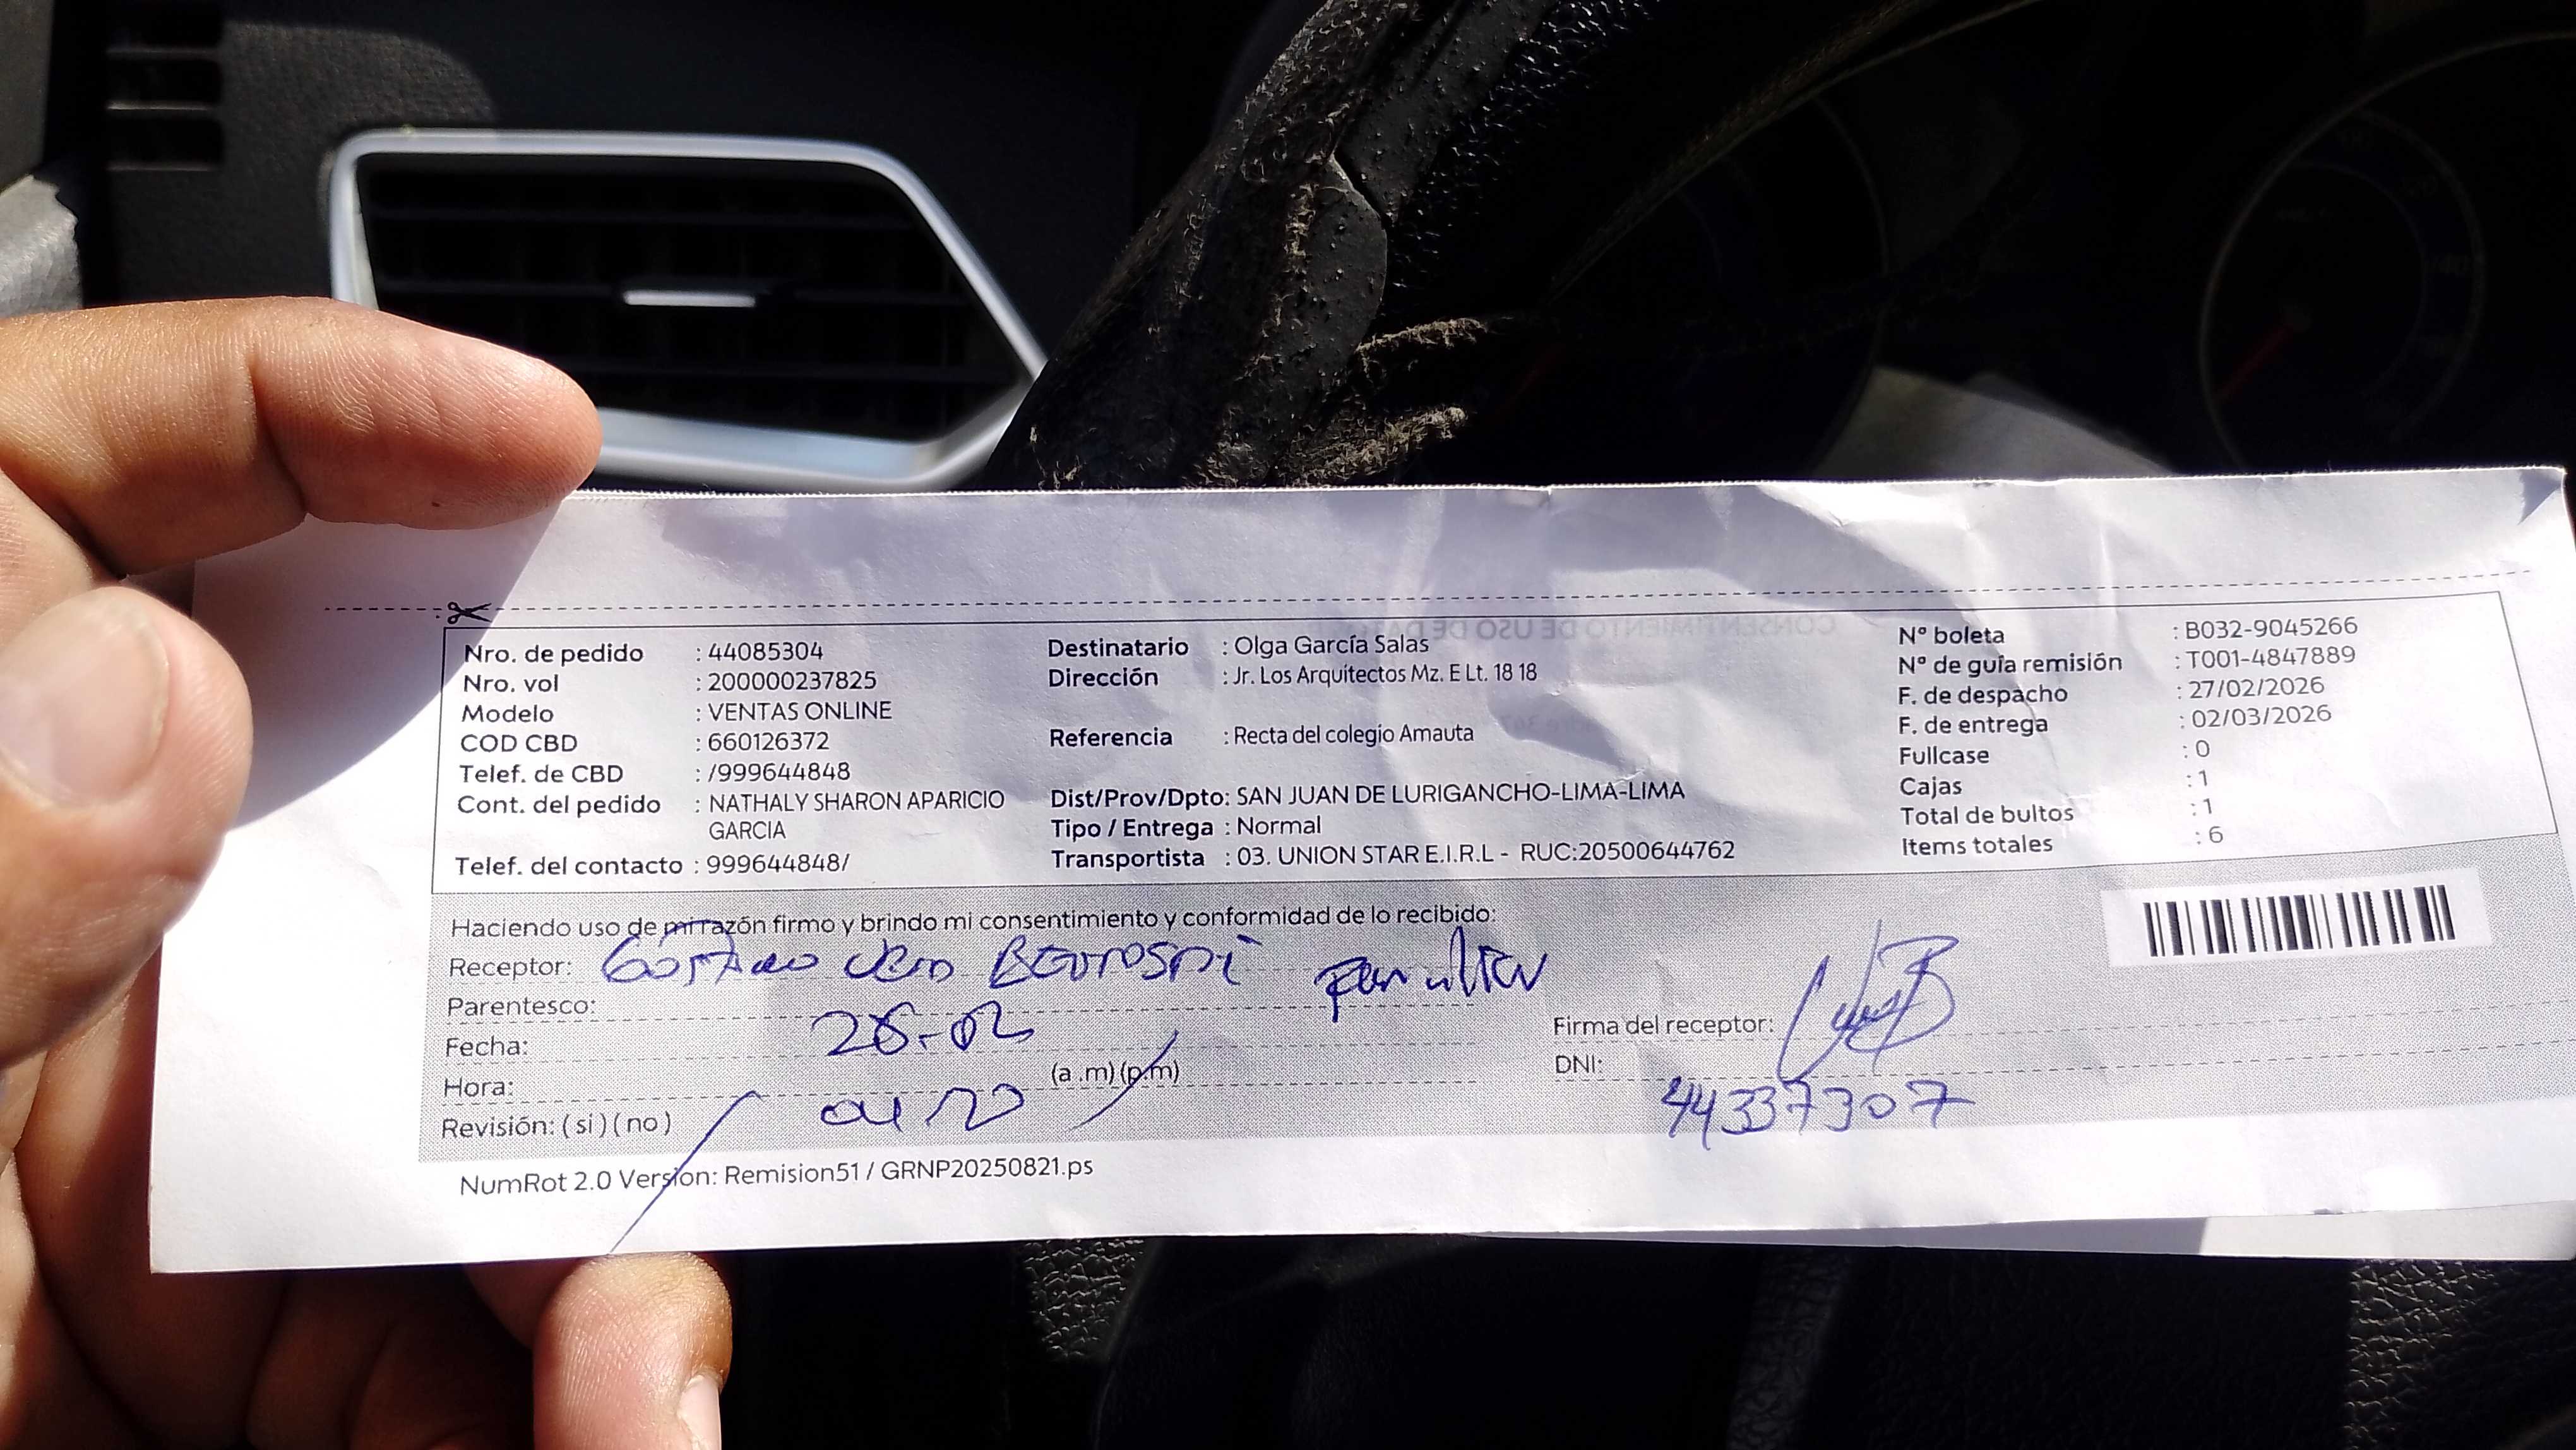 Nro. de pedido : 44085304
Nro. vol : 200000237825
Modelo : VENTAS ONLINE
COD CBD : 660126372
Telef. de CBD : /999644848
Cont. del pedido : NATHALY SHARON APARICIO
GARCIA
Telef. del contacto : 999644848/
Destinatario : Olga García Salas
Dirección : Jr. Los Arquitectos Mz. E Lt. 18 18
Referencia : Recta del colegio Amauta
Dist/Prov/Dpto: SAN JUAN DE LURIGANCHO-LIMA-LIMA
Tipo / Entrega : Normal
Transportista : 03. UNION STAR E.I.R.L - RUC:20500644762
N° boleta : B032-9045266
N° de guía remisión : T001-4847889
F. de despacho : 27/02/2026
F. de entrega : 02/03/2026
Fullcase : 0
Cajas : 1
Total de bultos : 1
Items totales : 6
Haciendo uso de mi razón firmo y brindo mi consentimiento y conformidad de lo recibido:
Receptor:
Parentesco:
Fecha: 28-02
Hora: (a .m) (p.m)
Revisión: ( si ) ( no )
Firma del receptor:
DNI: 44337307
NumRot 2.0 Version: Remision51 / GRNP20250821.ps